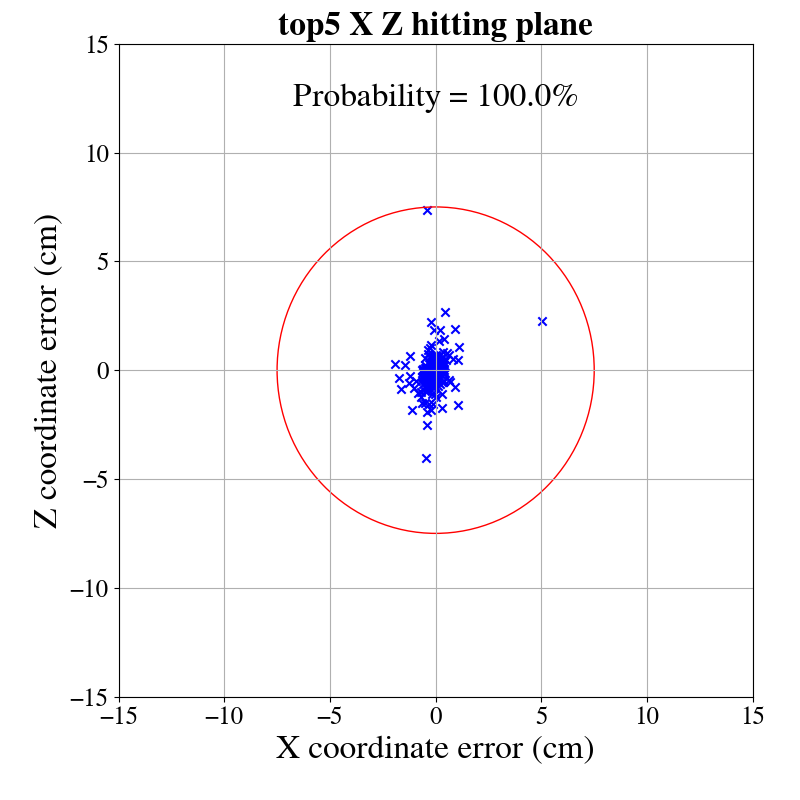 top5 X Z hitting plane
Probability = 100.0%
Z coordinate error (cm)
15
10
5
0
−5
−10
−15
−15 −10 −5 0 5 10 15
X coordinate error (cm)